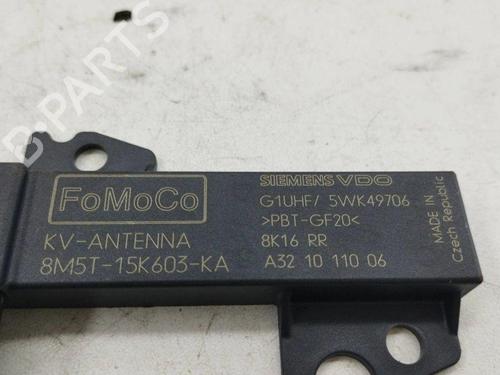 FoMoCo
KV-ANTENNA
8M5T-15K603-KA
SIEMENS VDO
G1UHF/ 5WK49706
>PBT-GF20<
8K16 RR
A32 10 110 06
MADE IN
Czech Republic
B-PARTS